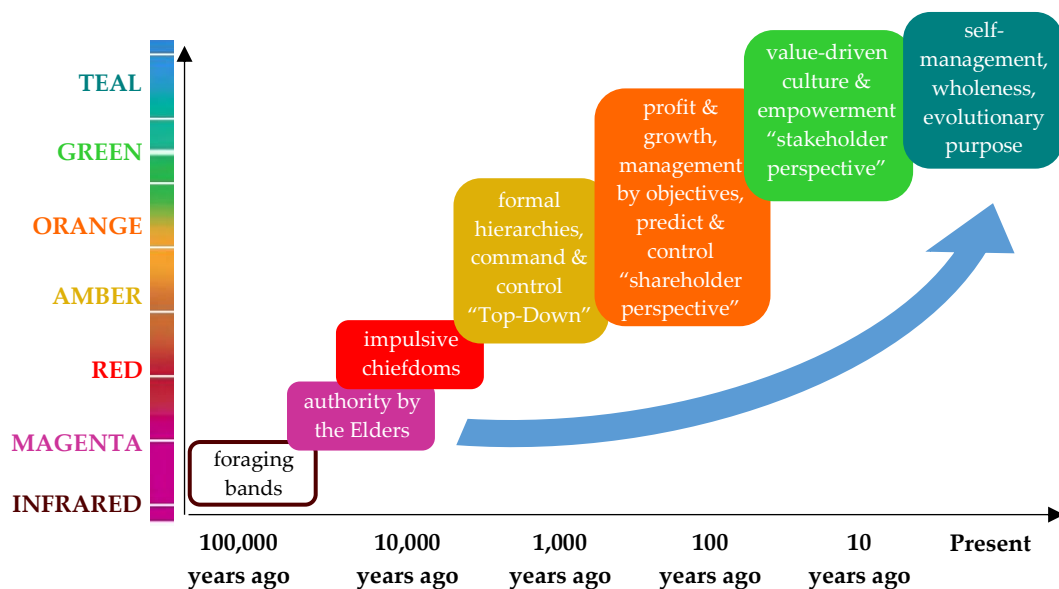 TEAL
GREEN
ORANGE
AMBER
RED
MAGENTA
INFRARED
foraging
bands
authority by
the Elders
impulsive
chiefdoms
formal
hierarchies,
command &
control
“Top-Down”
profit &
growth,
management
by objectives,
predict &
control
“shareholder
perspective”
value-driven
culture &
empowerment
“stakeholder
perspective”
self-
management,
wholeness,
evolutionary
purpose
100,000
years ago
10,000
years ago
1,000
years ago
100
years ago
10
years ago
Present